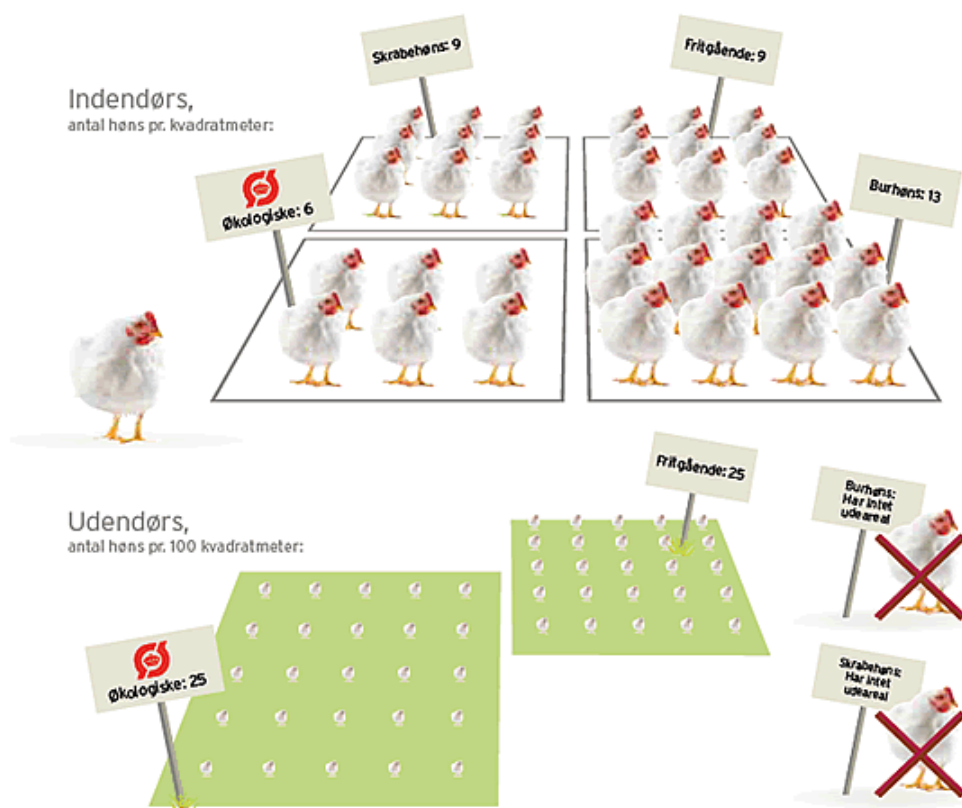 Skrabehøns: 9
Fritgående: 9
Indendørs,
antal høns pr. kvadratmeter:
Økologiske: 6
Burhøns: 13
Fritgående: 25
Burhøns:
Har intet
udeareal
Udendørs,
antal høns pr. 100 kvadratmeter:
Økologiske: 25
Skrabehøns:
Har intet
udeareal